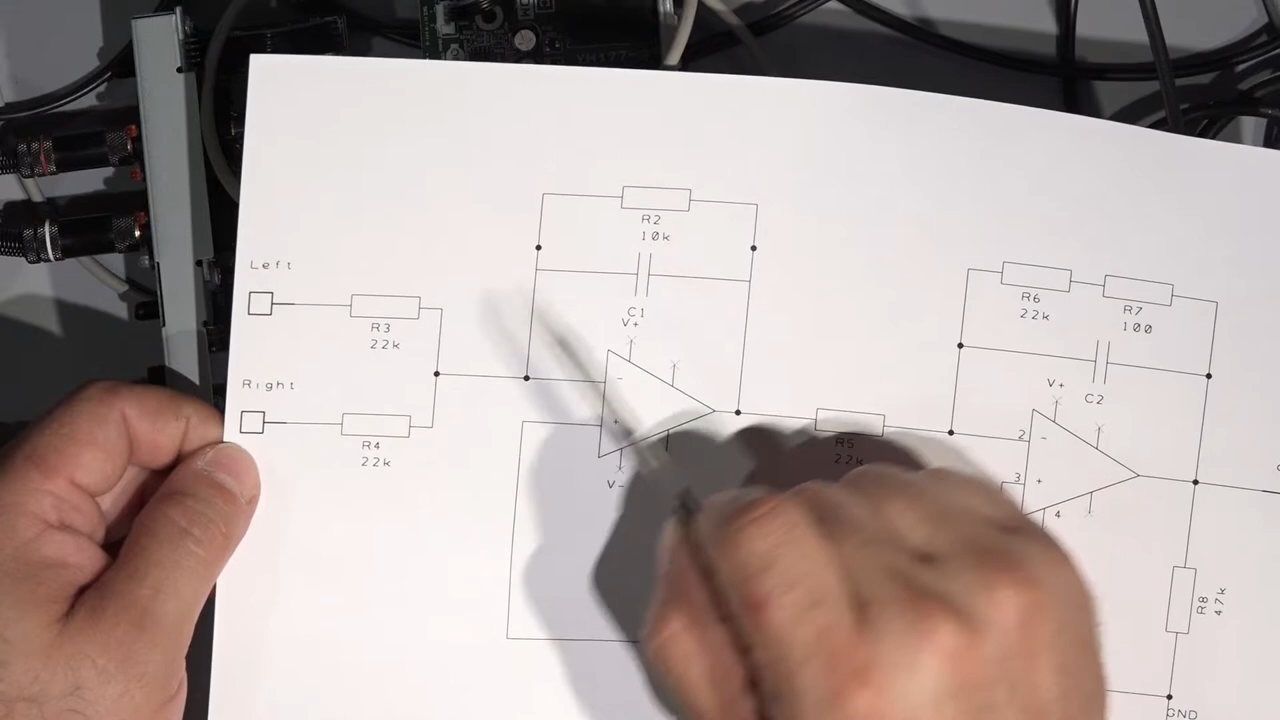 R2
10k
Left
R3
22k
C1
V+
-
+
V-
Right
R4
22k
R5
22k
R6
22k
R7
100
C2
V+
2
-
3
+
4
R8
47k
GND